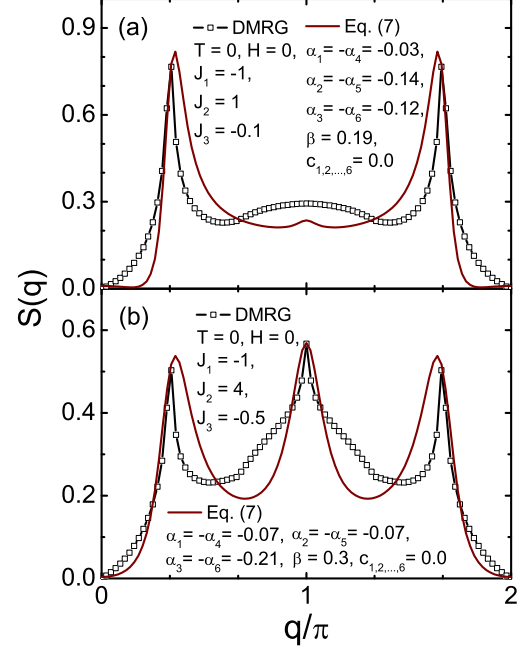 (a)
DMRG
T = 0, H = 0,
J₁ = -1,
J₂ = 1
J₃ = -0.1
Eq. (7)
α₁= -α₄= -0.03,
α₂= -α₅= -0.14,
α₃= -α₆= -0.12,
β = 0.19,
c₁,₂,...,₆= 0.0
0.9
0.6
0.3
0.0
S(q)
(b)
DMRG
T = 0, H = 0,
J₁ = -1,
J₂ = 4,
J₃ = -0.5
Eq. (7)
α₁= -α₄= -0.07, α₂= -α₅= -0.07,
α₃= -α₆= -0.21, β = 0.3, c₁,₂,...,₆= 0.0
0.6
0.4
0.2
0.0
0 1 2
q/π